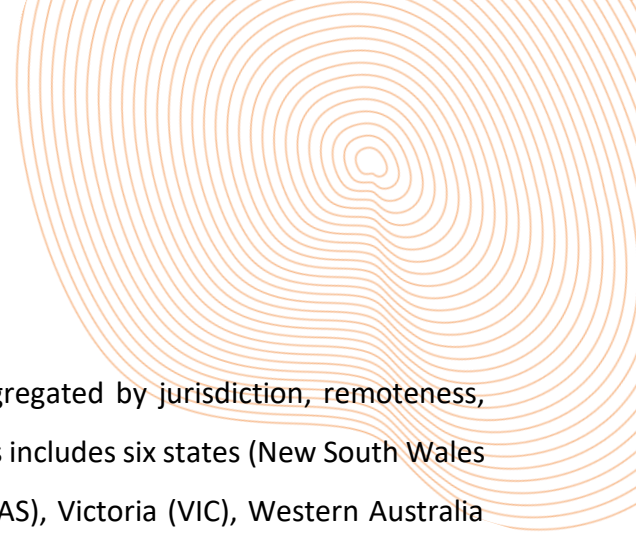 gregated by jurisdiction, remoteness,
s includes six states (New South Wales
AS), Victoria (VIC), Western Australia